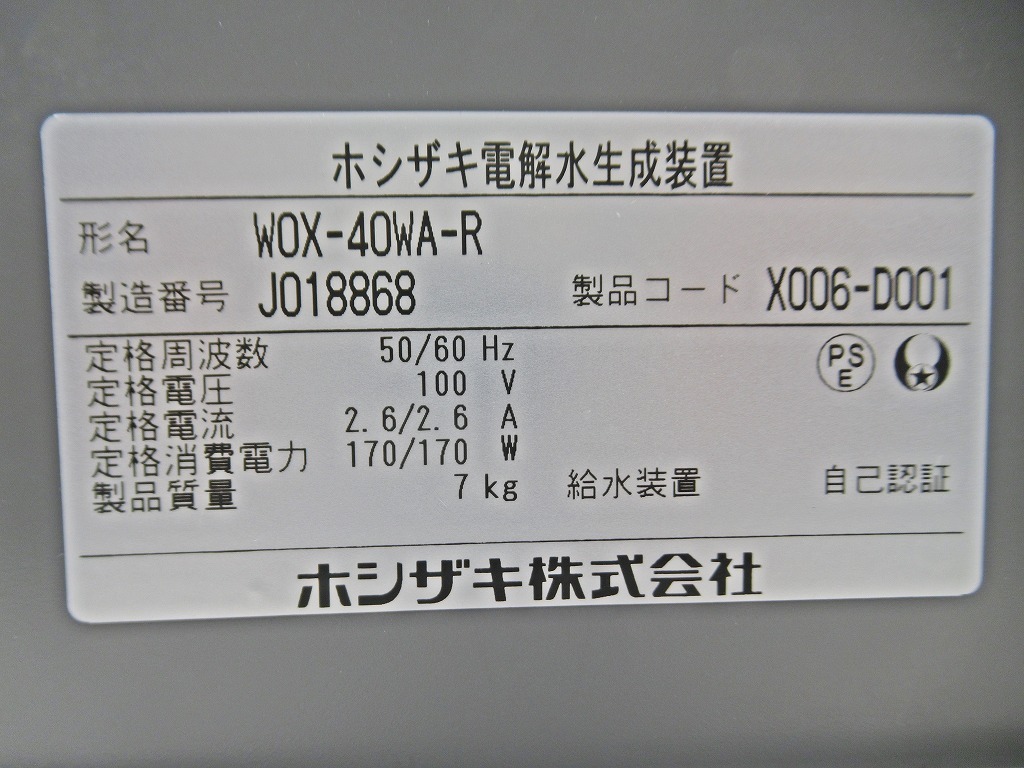 ホシザキ電解水生成装置
形名 WOX-40WA-R
製造番号 J018868 製品コード X006-D001
定格周波数 50/60 Hz
定格電圧 100 V
定格電流 2.6/2.6 A
定格消費電力 170/170 W
製品質量 7 kg 給水装置 自己認証
PS
E
ホシザキ株式会社